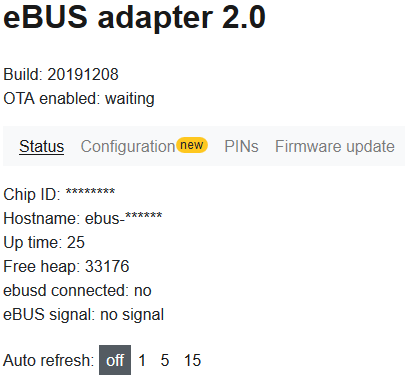 eBUS adapter 2.0
Build: 20191208
OTA enabled: waiting
Status Configuration new PINs Firmware update
Chip ID: ********
Hostname: ebus-******
Up time: 25
Free heap: 33176
ebusd connected: no
eBUS signal: no signal
Auto refresh: off 1 5 15